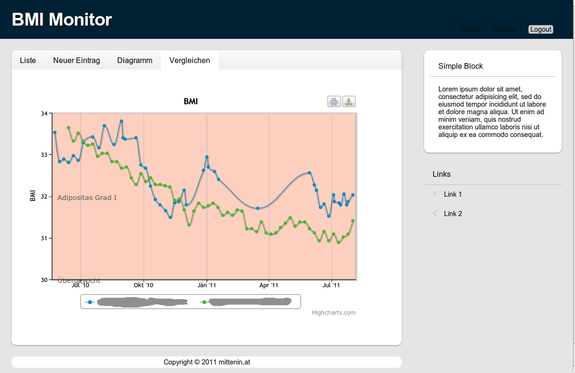 BMI Monitor
Logout
Liste Neuer Eintrag Diagramm Vergleichen
BMI
34
33
32
31
30
BMI
Adipositas Grad 1
Übergewicht
Jul '10 Okt '10 Jän '11 Apr '11 Jul '11
Highcharts.com
Simple Block
Lorem ipsum dolor sit amet,
consectetur adipisicing elit, sed do
eiusmod tempor incididunt ut labore
et dolore magna aliqua. Ut enim ad
minim veniam, quis nostrud
exercitation ullamco laboris nisi ut
aliquip ex ea commodo consequat.
Links
Link 1
Link 2
Copyright © 2011 mittenin.at